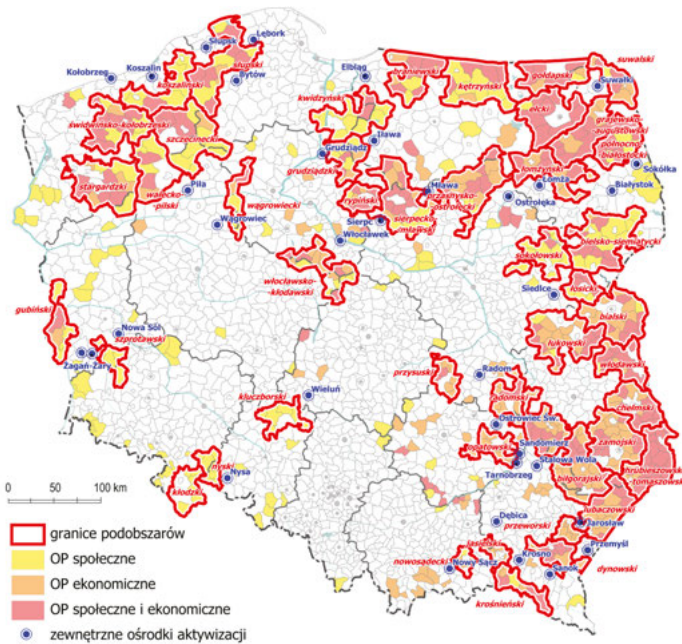 Lębork
Słupsk
słupski
Koszalin
Kołobrzeg
koszaliński
Bytów
świdwińsko-kołobrzeski
szczecinecki
stargardzki
wałecko-
pilski
Piła
wągrowiecki
Wągrowiec
Elbląg
braniewski
kętrzyński
gołdapski
suwalski
Suwałki
ełcki
grajewsko-
augustowski
północno-
białostocki
Sokółka
Białystok
kwidzyński
Iława
Grudziądz
grudziądzki
rypiński
Mława
Sierpc
sierpecko-
mławski
Włocławek
przasnysko-
ostrołęcki
łomżyński
Łomża
Ostrołęka
włocławsko-
kłodawski
sokołowski
bielsko-siemiatycki
Siedlce
łosicki
bialski
łukowski
włodawski
gubiński
Nowa Sól
szprotawski
Żagań-Żary
kluczborski
Wieluń
przysuski
Radom
radomski
Ostrowiec Św.
opatowski
Sandomierz
Stalowa Wola
Tarnobrzeg
chełmski
zamojski
hrubieszowsko-
tomaszowski
biłgorajski
nyski
Nysa
kłodzki
Dębica
przeworski
lubaczowski
Jarosław
Przemyśl
dynowski
jasielski
Krosno
Sanok
nowosądecki
Nowy Sącz
krośnieński
0 50 100 km
granice podobszarów
OP społeczne
OP ekonomiczne
OP społeczne i ekonomiczne
zewnętrzne ośrodki aktywizacji